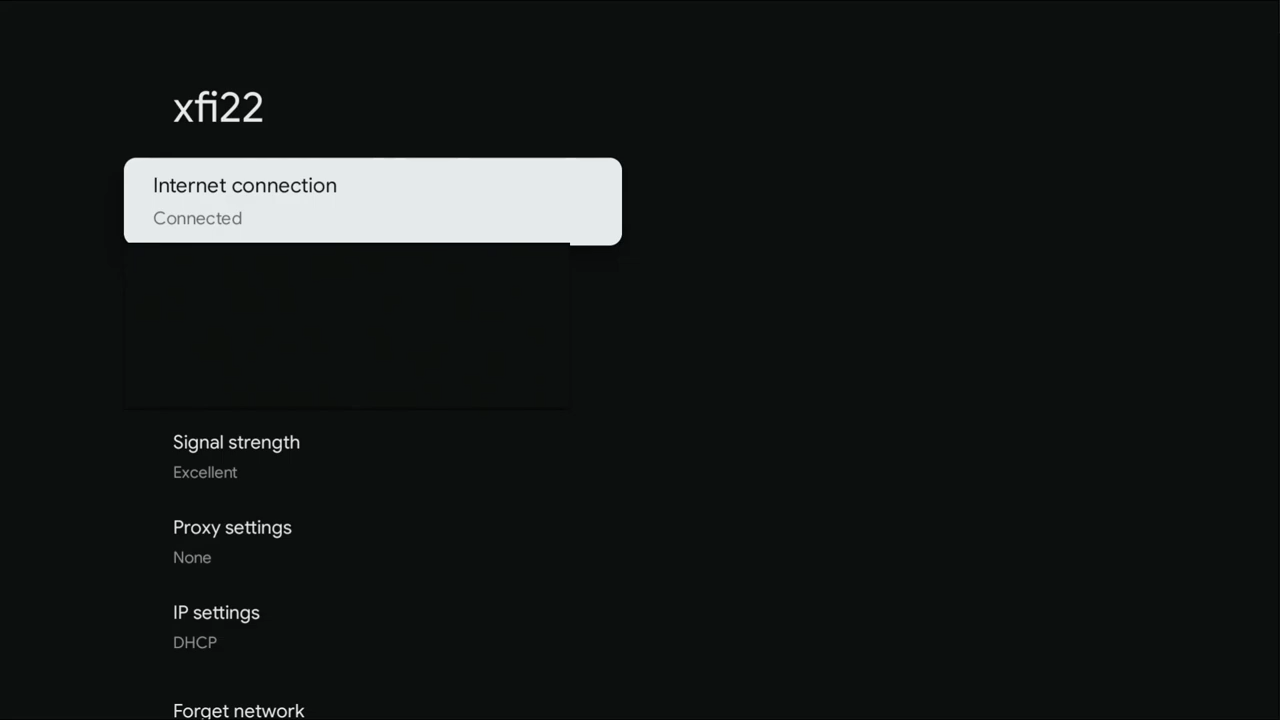 xfi22
Internet connection
Connected
Signal strength
Excellent
Proxy settings
None
IP settings
DHCP
Forget network